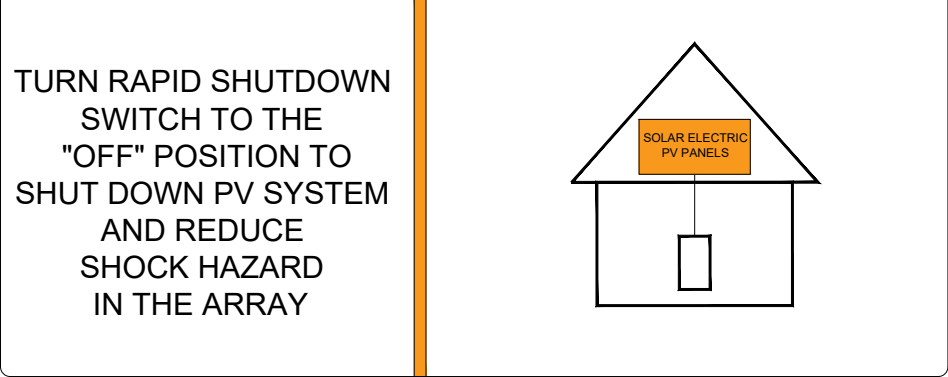 TURN RAPID SHUTDOWN
SWITCH TO THE
"OFF" POSITION TO
SHUT DOWN PV SYSTEM
AND REDUCE
SHOCK HAZARD
IN THE ARRAY
SOLAR ELECTRIC
PV PANELS